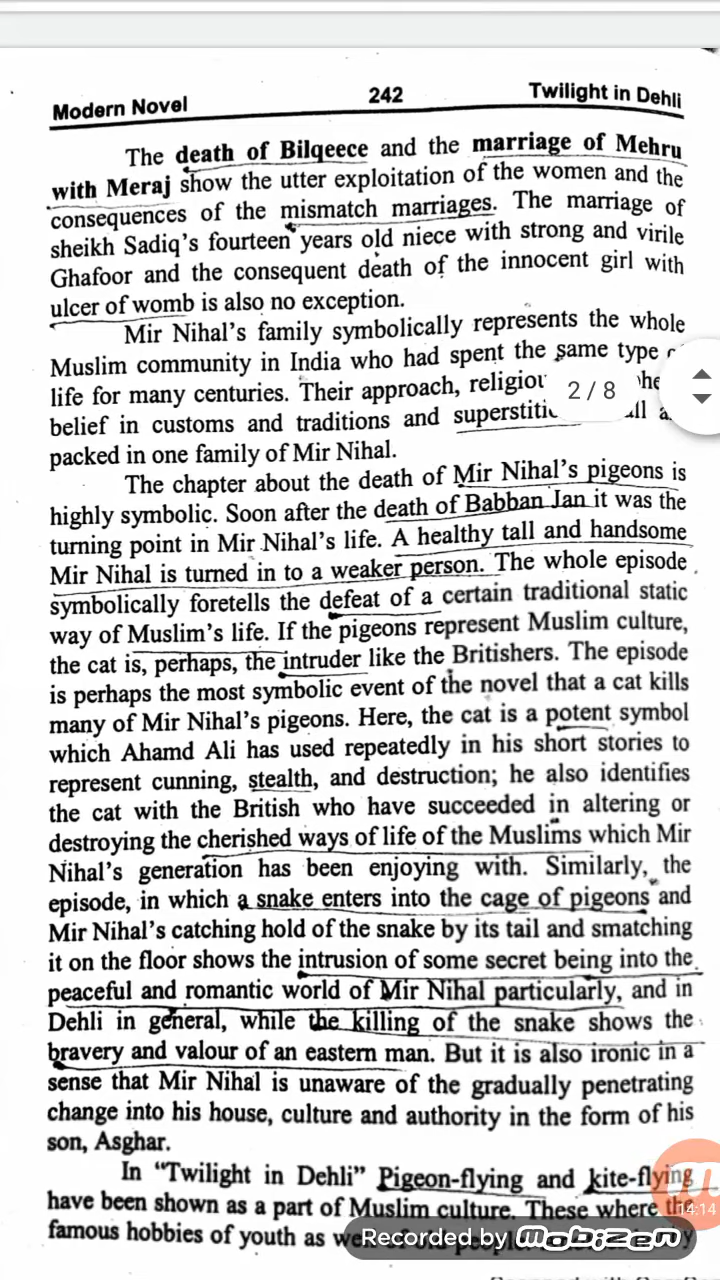 Modern Novel 242 Twilight in Dehli
The death of Bilqeece and the marriage of Mehru
with Meraj show the utter exploitation of the women and the
consequences of the mismatch marriages. The marriage of
sheikh Sadiq's fourteen years old niece with strong and virile
Ghafoor and the consequent death of the innocent girl with
ulcer of womb is also no exception.
Mir Nihal's family symbolically represents the whole
Muslim community in India who had spent the same type
life for many centuries. Their approach,
2/8
belief in customs and traditions and
packed in one family of Mir Nihal.
The chapter about the death of Mir Nihal's pigeons is
highly symbolic. Soon after the death of Babban Jan it was the
turning point in Mir Nihal's life. A healthy tall and handsome
Mir Nihal is turned in to a weaker person. The whole episode
symbolically foretells the defeat of a certain traditional static
way of Muslim's life. If the pigeons represent Muslim culture,
the cat is, perhaps, the intruder like the Britishers. The episode
is perhaps the most symbolic event of the novel that a cat kills
many of Mir Nihal's pigeons. Here, the cat is a potent symbol
which Ahamd Ali has used repeatedly in his short stories to
represent cunning, stealth, and destruction; he also identifies
the cat with the British who have succeeded in altering or
destroying the cherished ways of life of the Muslims which Mir
Nihal's generation has been enjoying with. Similarly, the
episode, in which a snake enters into the cage of pigeons and
Mir Nihal's catching hold of the snake by its tail and smatching
it on the floor shows the intrusion of some secret being into the
peaceful and romantic world of Mir Nihal particularly, and in
Dehli in general, while the killing of the snake shows the
bravery and valour of an eastern man. But it is also ironic in a
sense that Mir Nihal is unaware of the gradually penetrating
change into his house, culture and authority in the form of his
son, Asghar.
In "Twilight in Dehli" Pigeon-flying and kite-flying
have been shown as a part of Muslim culture. These where the
14:14
famous hobbies of youth as
Recorded by Mobizen